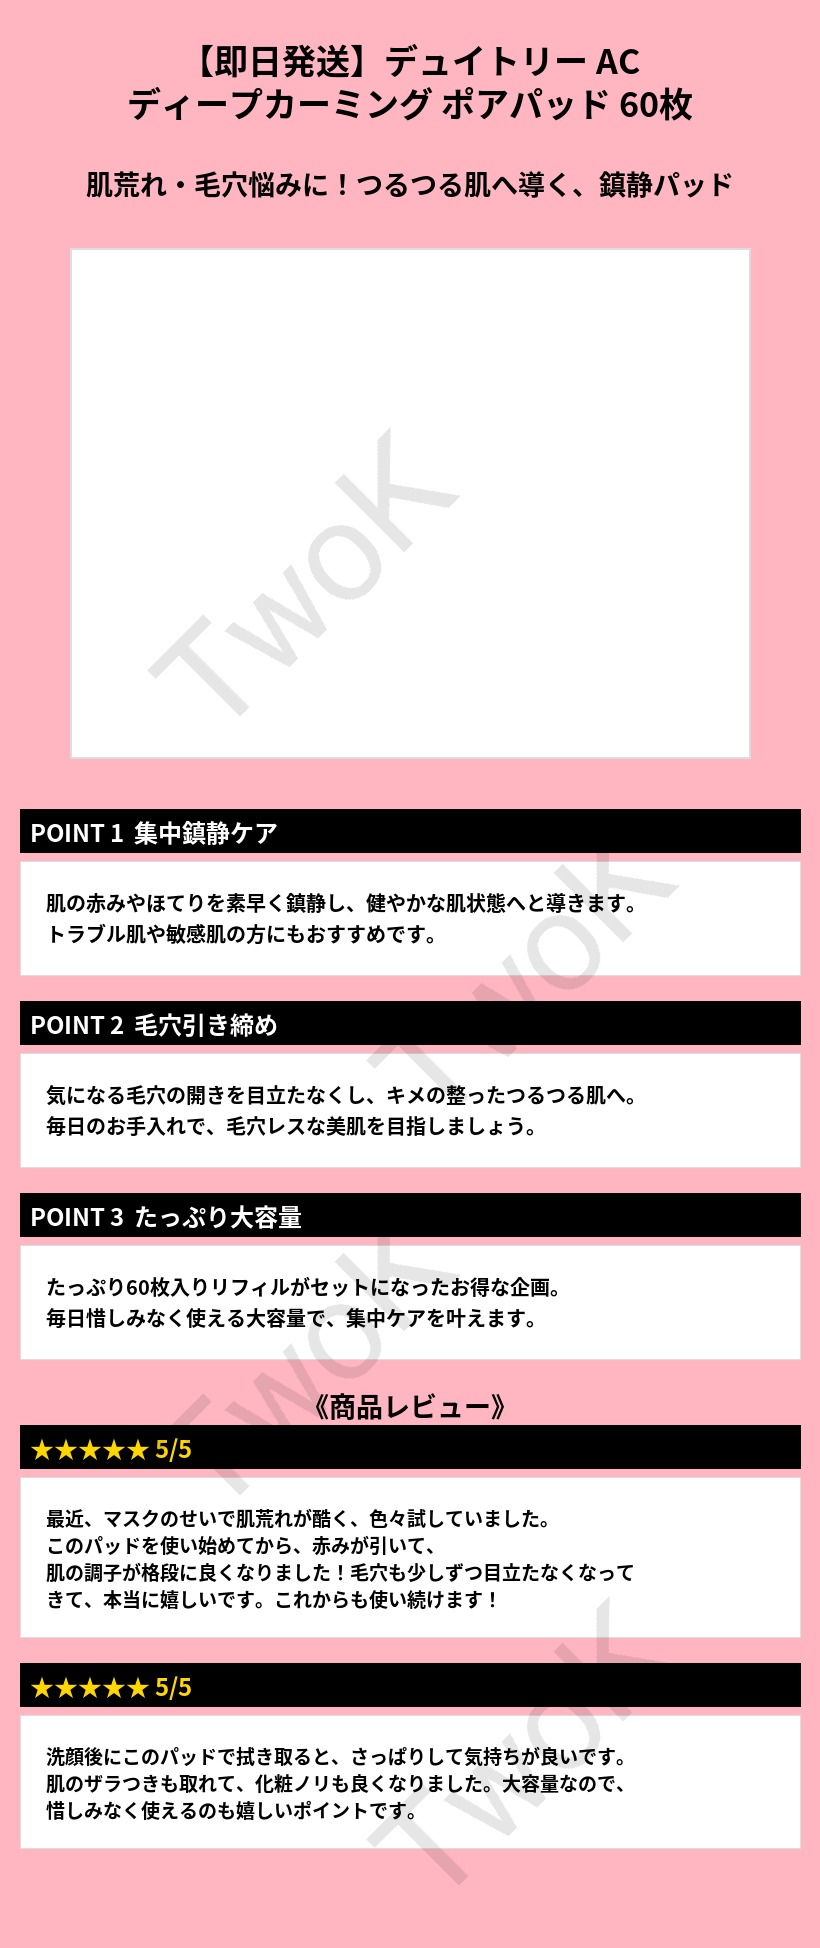 【即日発送】デュイトリー AC
ディープカーミング ポアパッド 60枚
肌荒れ・毛穴悩みに！つるつる肌へ導く、鎮静パッド
TwoK
POINT 1 集中鎮静ケア
肌の赤みやほてりを素早く鎮静し、健やかな肌状態へと導きます。
トラブル肌や敏感肌の方にもおすすめです。
TwoK
POINT 2 毛穴引き締め
気になる毛穴の開きを目立たなくし、キメの整ったつるつる肌へ。
毎日のお手入れで、毛穴レスな美肌を目指しましょう。
POINT 3 たっぷり大容量
たっぷり60枚入りリフィルがセットになったお得な企画。
毎日惜しみなく使える大容量で、集中ケアを叶えます。
TwoK
《商品レビュー》
★★★★★ 5/5
最近、マスクのせいで肌荒れが酷く、色々試していました。
このパッドを使い始めてから、赤みが引いて、
肌の調子が格段に良くなりました！毛穴も少しずつ目立たなくなって
きて、本当に嬉しいです。これからも使い続けます！
★★★★★ 5/5
洗顔後にこのパッドで拭き取ると、さっぱりして気持ちが良いです。
肌のザラつきも取れて、化粧ノリも良くなりました。大容量なので、
惜しみなく使えるのも嬉しいポイントです。
TwoK